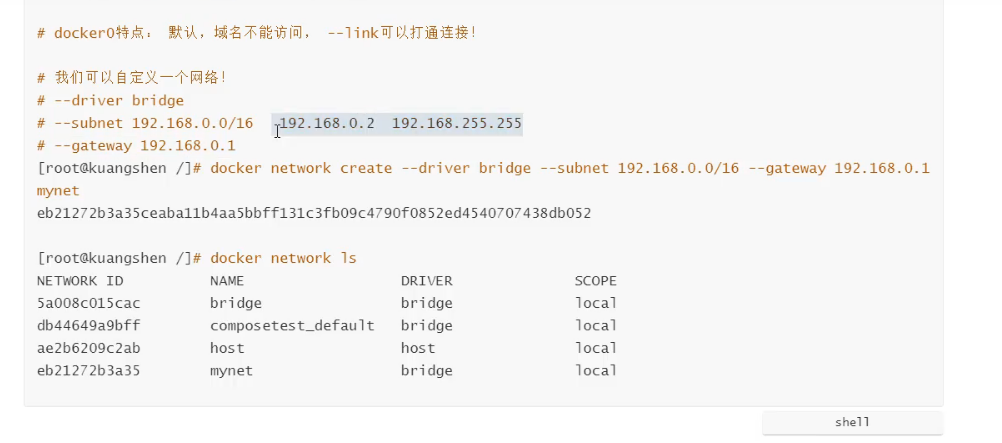 # docker0特点： 默认，域名不能访问， --link可以打通连接！
# 我们可以自定义一个网络！
# --driver bridge
# --subnet 192.168.0.0/16  192.168.0.2  192.168.255.255
# --gateway 192.168.0.1
[root@kuangshen /]# docker network create --driver bridge --subnet 192.168.0.0/16 --gateway 192.168.0.1
mynet
eb21272b3a35ceaba11b4aa5bbff131c3fb09c4790f0852ed4540707438db052
[root@kuangshen /]# docker network ls
NETWORK ID          NAME                  DRIVER              SCOPE
5a008c015cac        bridge                bridge              local
db44649a9bff        composetest_default   bridge              local
ae2b6209c2ab        host                  host                local
eb21272b3a35        mynet                 bridge              local
shell